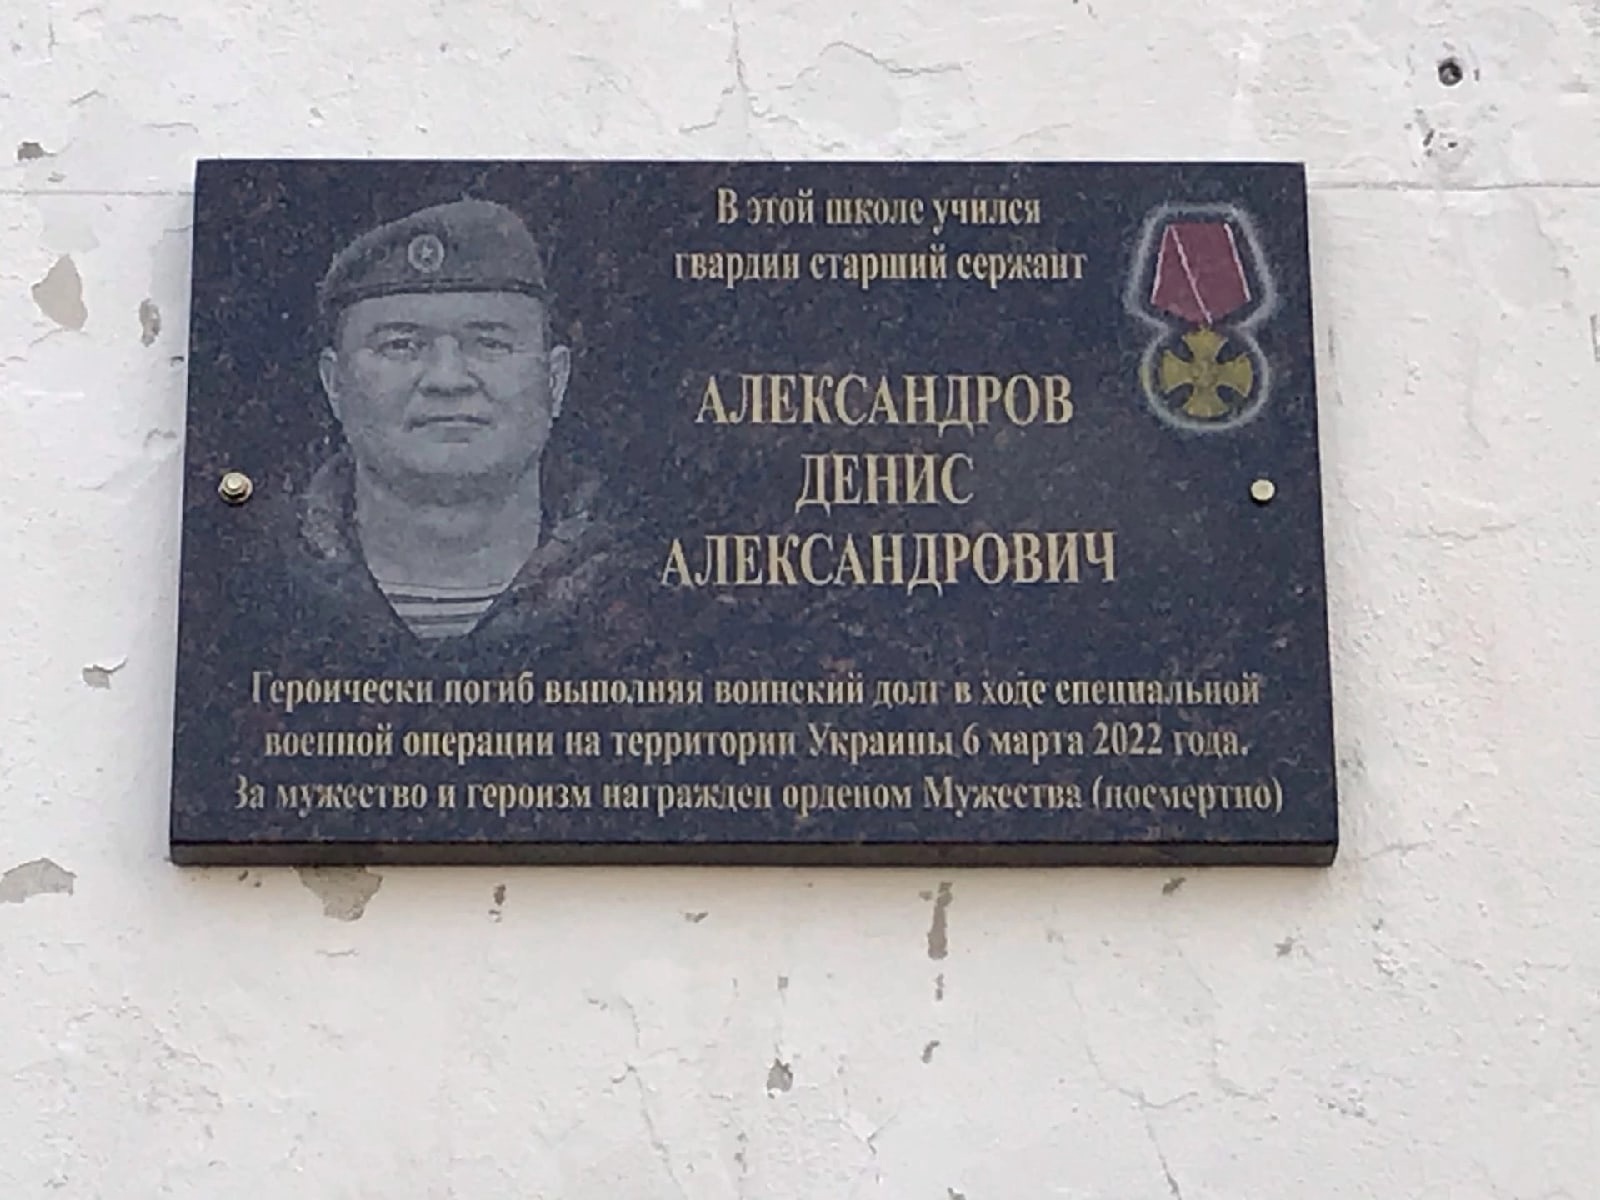 В этой школе учился
гвардии старший сержант
АЛЕКСАНДРОВ
ДЕНИС
АЛЕКСАНДРОВИЧ
Героически погиб выполняя воинский долг в ходе специальной
военной операции на территории Украины 6 марта 2022 года.
За мужество и героизм награжден орденом Мужества (посмертно)